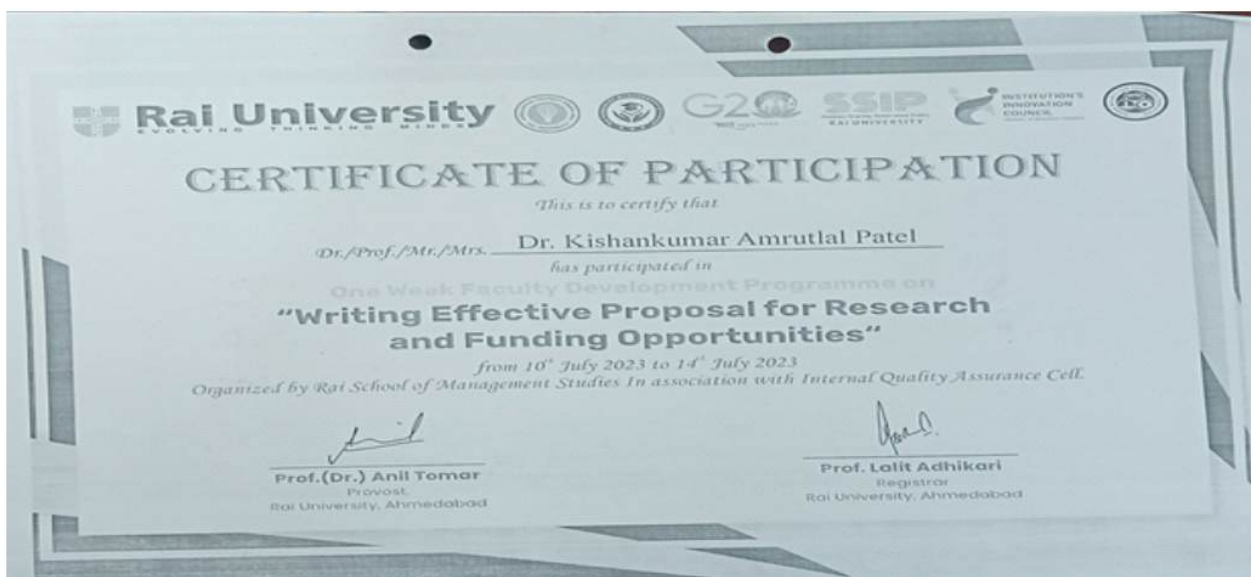 Rai University
EVOLVING THINKING MINDS
G20
SSIP
RAI UNIVERSITY
INSTITUTION'S
INNOVATION
COUNCIL
CERTIFICATE OF PARTICIPATION
This is to certify that
Dr./Prof./Mr./Mrs. Dr. Kishankumar Amrutlal Patel
has participated in
One Week Faculty Development Programme on
“Writing Effective Proposal for Research
and Funding Opportunities“
from 10th July 2023 to 14th July 2023
Organized by Rai School of Management Studies In association with Internal Quality Assurance Cell.
Prof.(Dr.) Anil Tomar
Provost,
Rai University, Ahmedabad
Prof. Lalit Adhikari
Registrar
Rai University, Ahmedabad